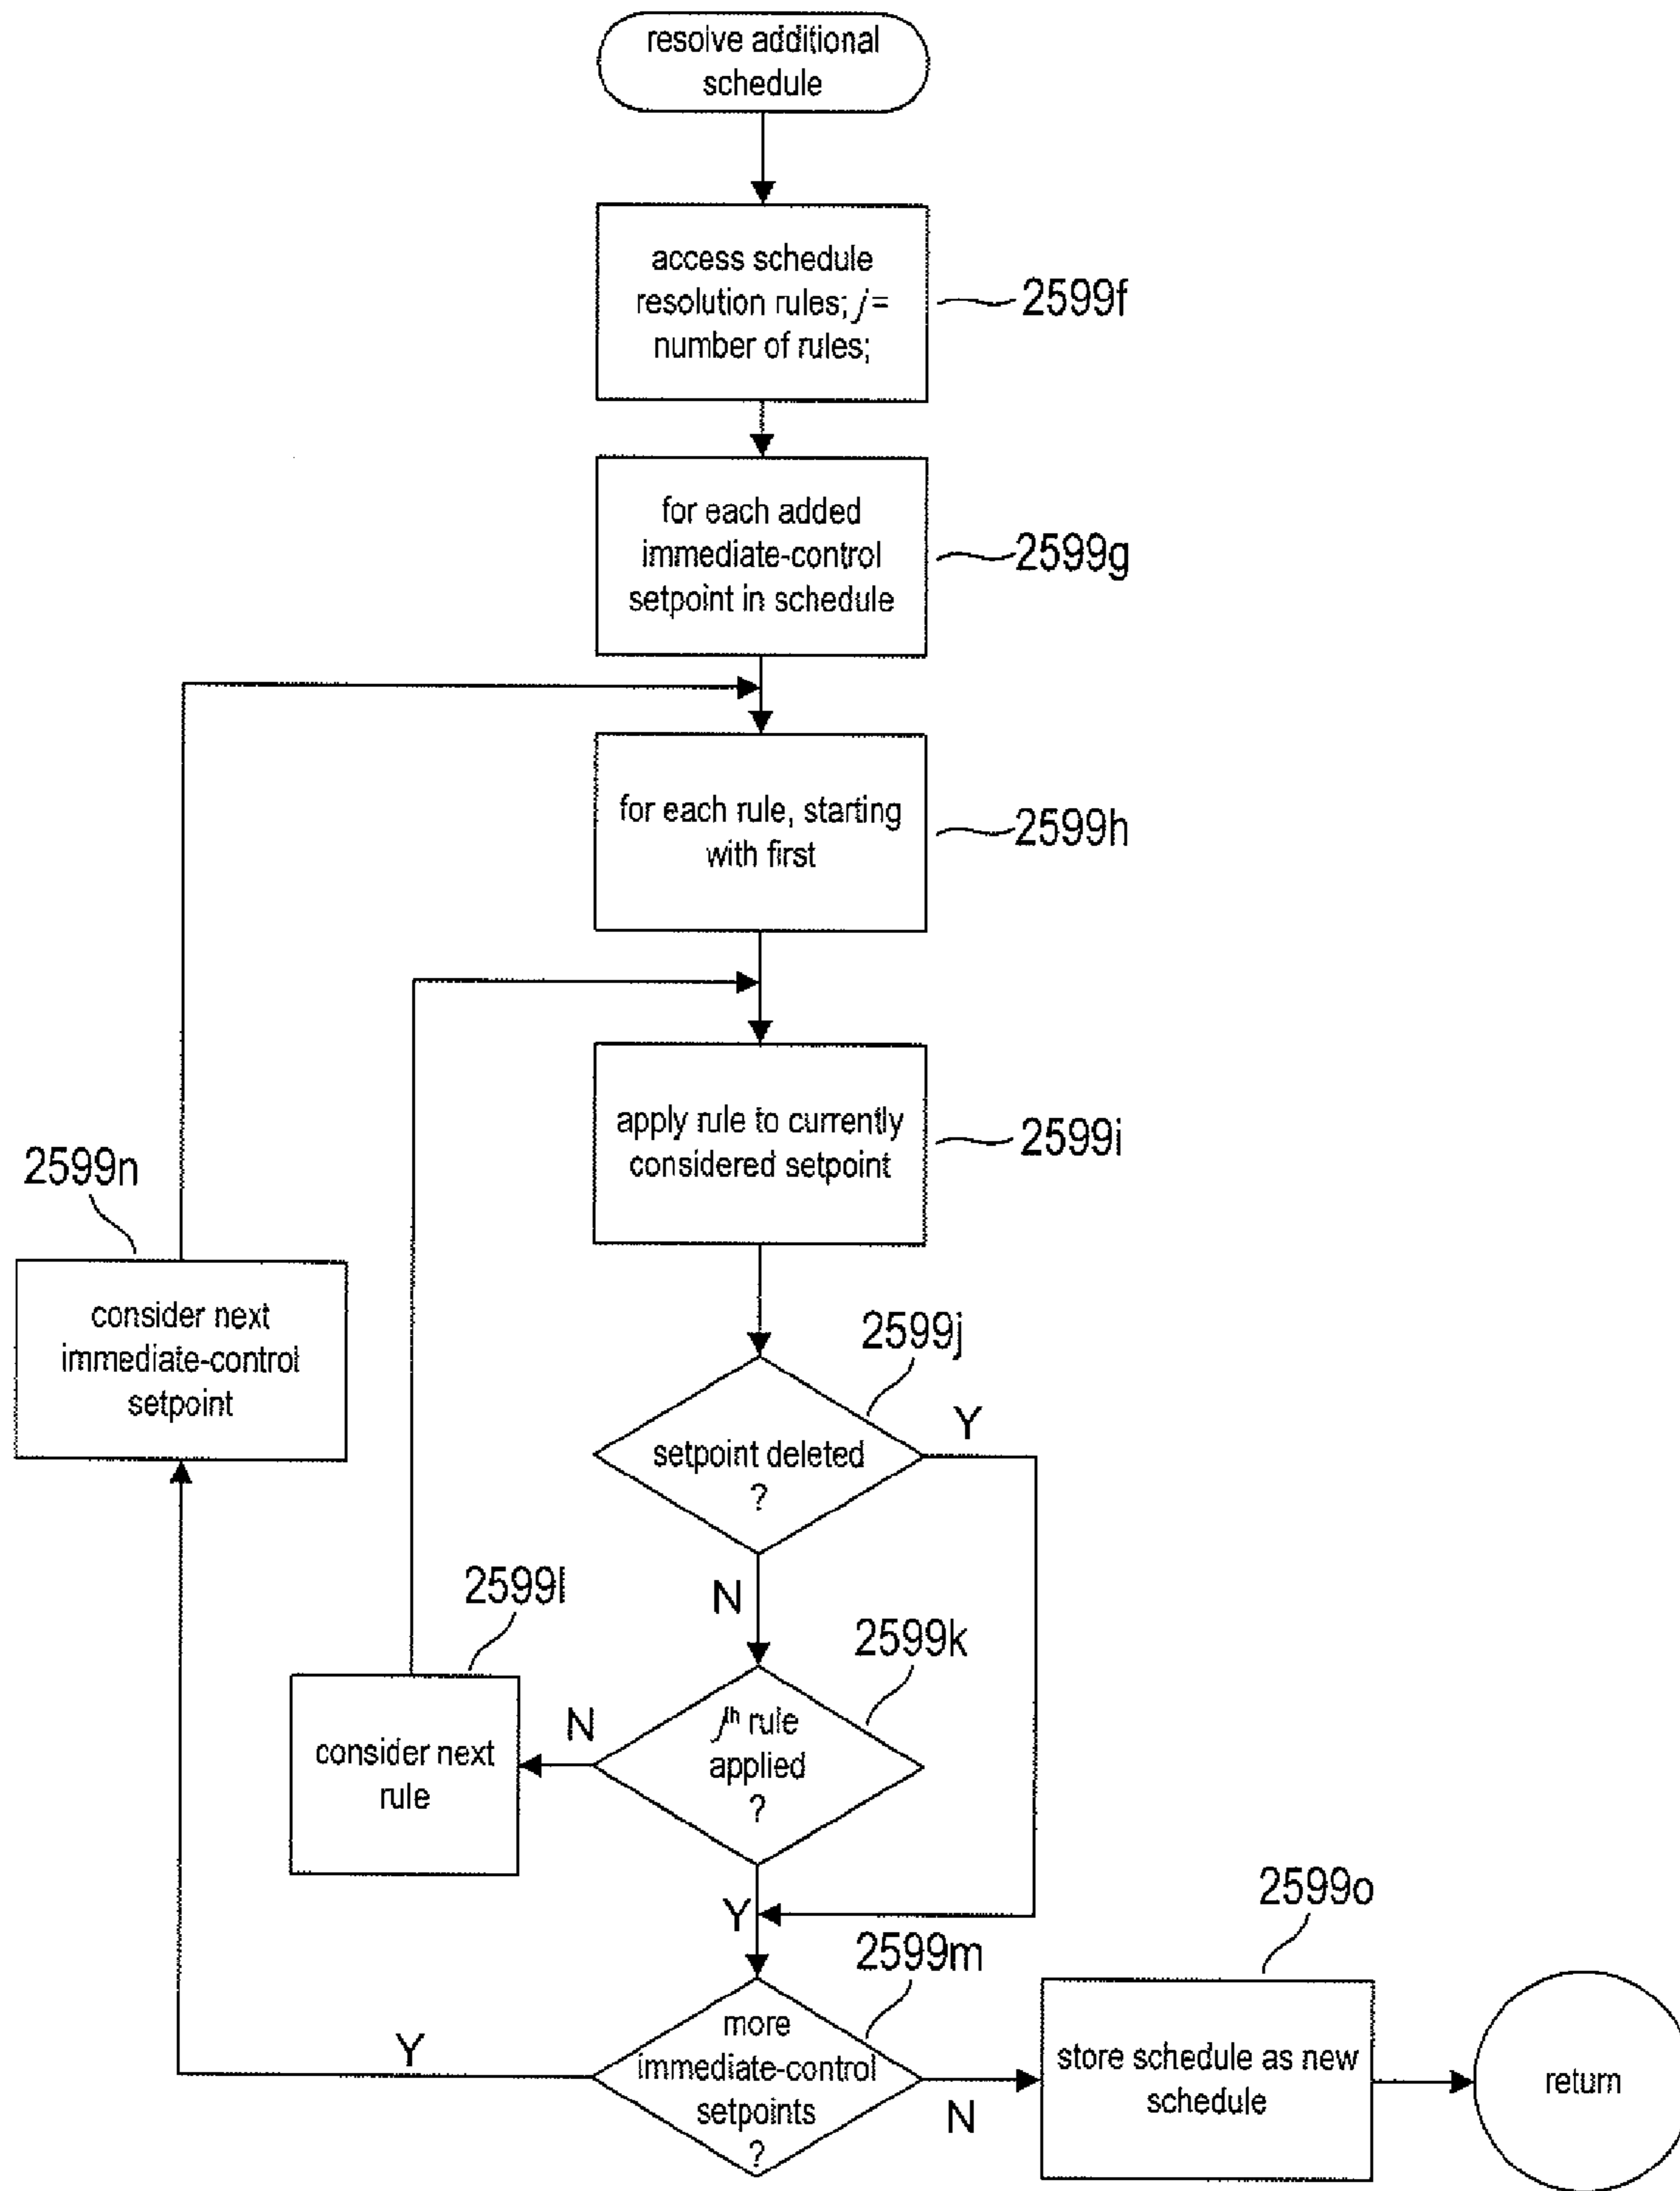 resolve additional
schedule
access schedule
resolution rules; j =
number of rules;
2599f
for each added
immediate-control
setpoint in schedule
2599g
for each rule, starting
with first
2599h
apply rule to currently
considered setpoint
2599i
2599n
consider next
immediate-control
setpoint
2599j
setpoint deleted
?
Y
N
2599l
consider next
rule
2599k
N
jth rule
applied
?
Y
2599m
more
immediate-control
setpoints
?
Y
N
2599o
store schedule as new
schedule
return